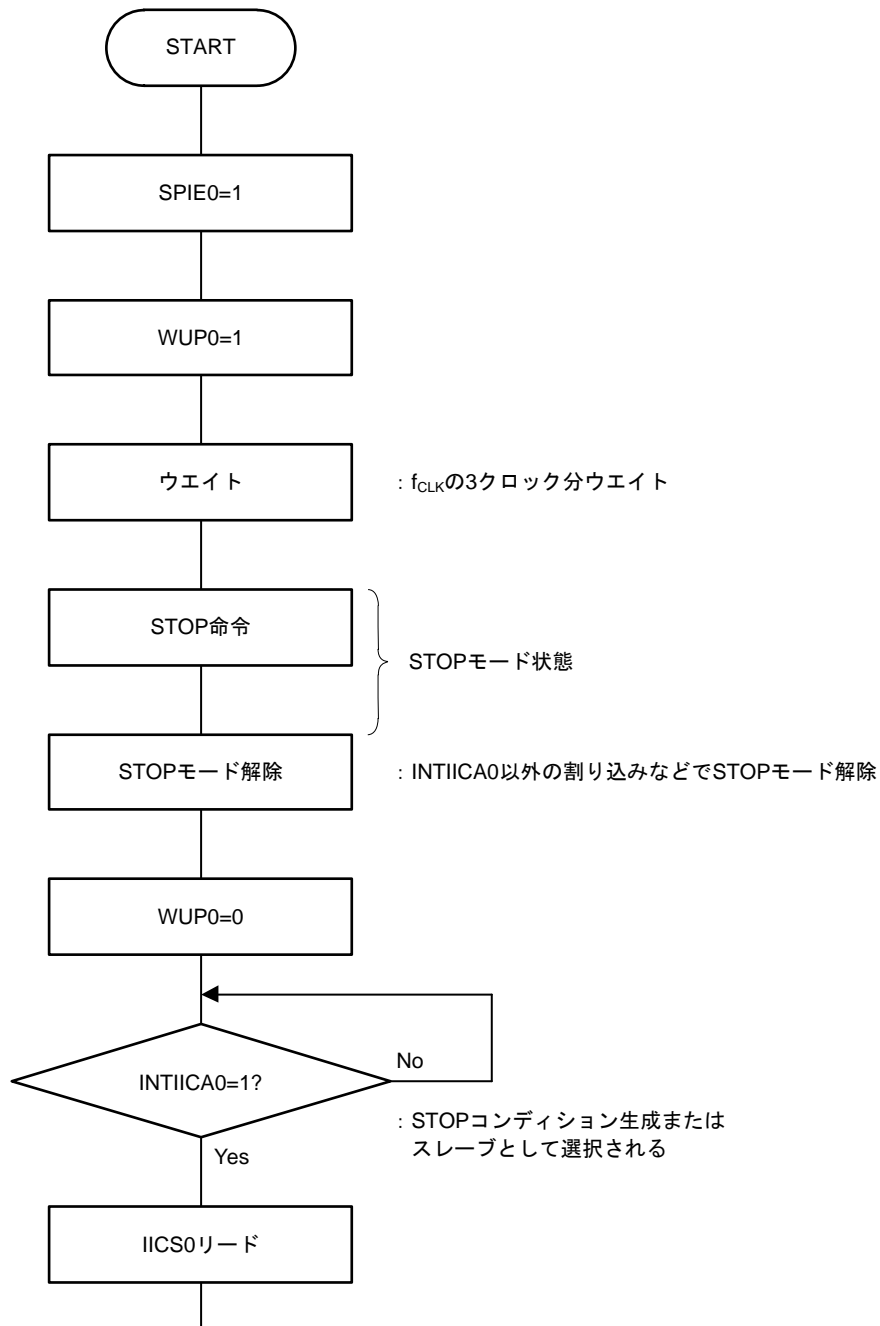 START
SPIE0=1
WUP0=1
ウエイト
: fCLKの3クロック分ウエイト
STOP命令
STOPモード状態
STOPモード解除
: INTIICA0以外の割り込みなどでSTOPモード解除
WUP0=0
INTIICA0=1?
No
: STOPコンディション生成または
スレーブとして選択される
Yes
IICS0リード